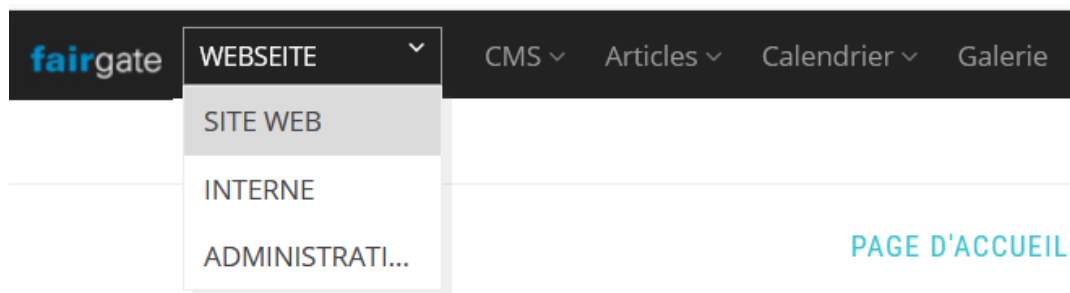 fairgate WEBSEITE CMS Articles Calendrier Galerie
SITE WEB
INTERNE
PAGE D'ACCUEIL
ADMINISTRATI...